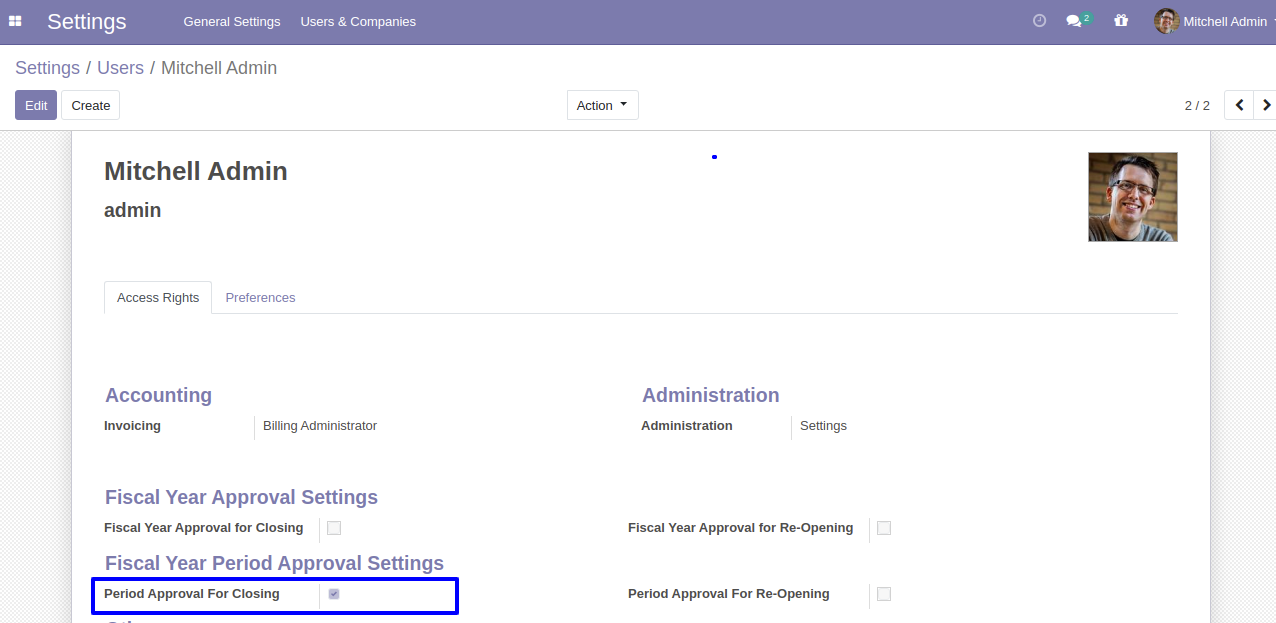 Settings General Settings Users & Companies 2 Mitchell Admin
Settings / Users / Mitchell Admin
Edit Create Action 2 / 2
Mitchell Admin
admin
Access Rights Preferences
Accounting Administration
Invoicing Billing Administrator Administration Settings
Fiscal Year Approval Settings
Fiscal Year Approval for Closing Fiscal Year Approval for Re-Opening
Fiscal Year Period Approval Settings
Period Approval For Closing Period Approval For Re-Opening